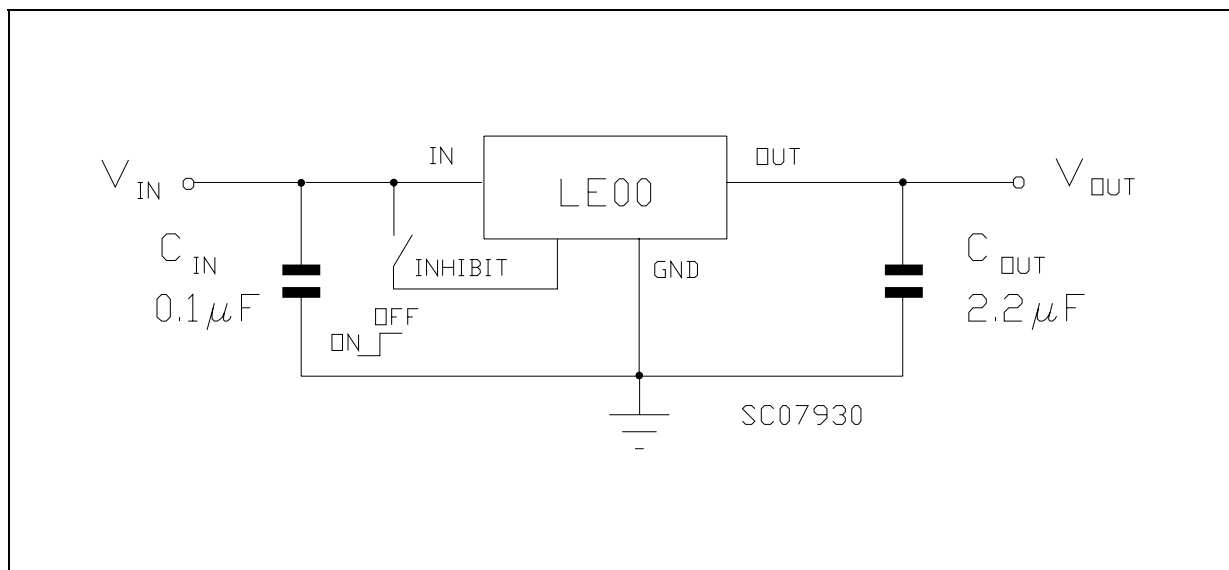 IN
OUT
V IN
LE00
V OUT
C IN
0.1μF
INHIBIT
GND
C OUT
2.2μF
OFF
ON
SC07930